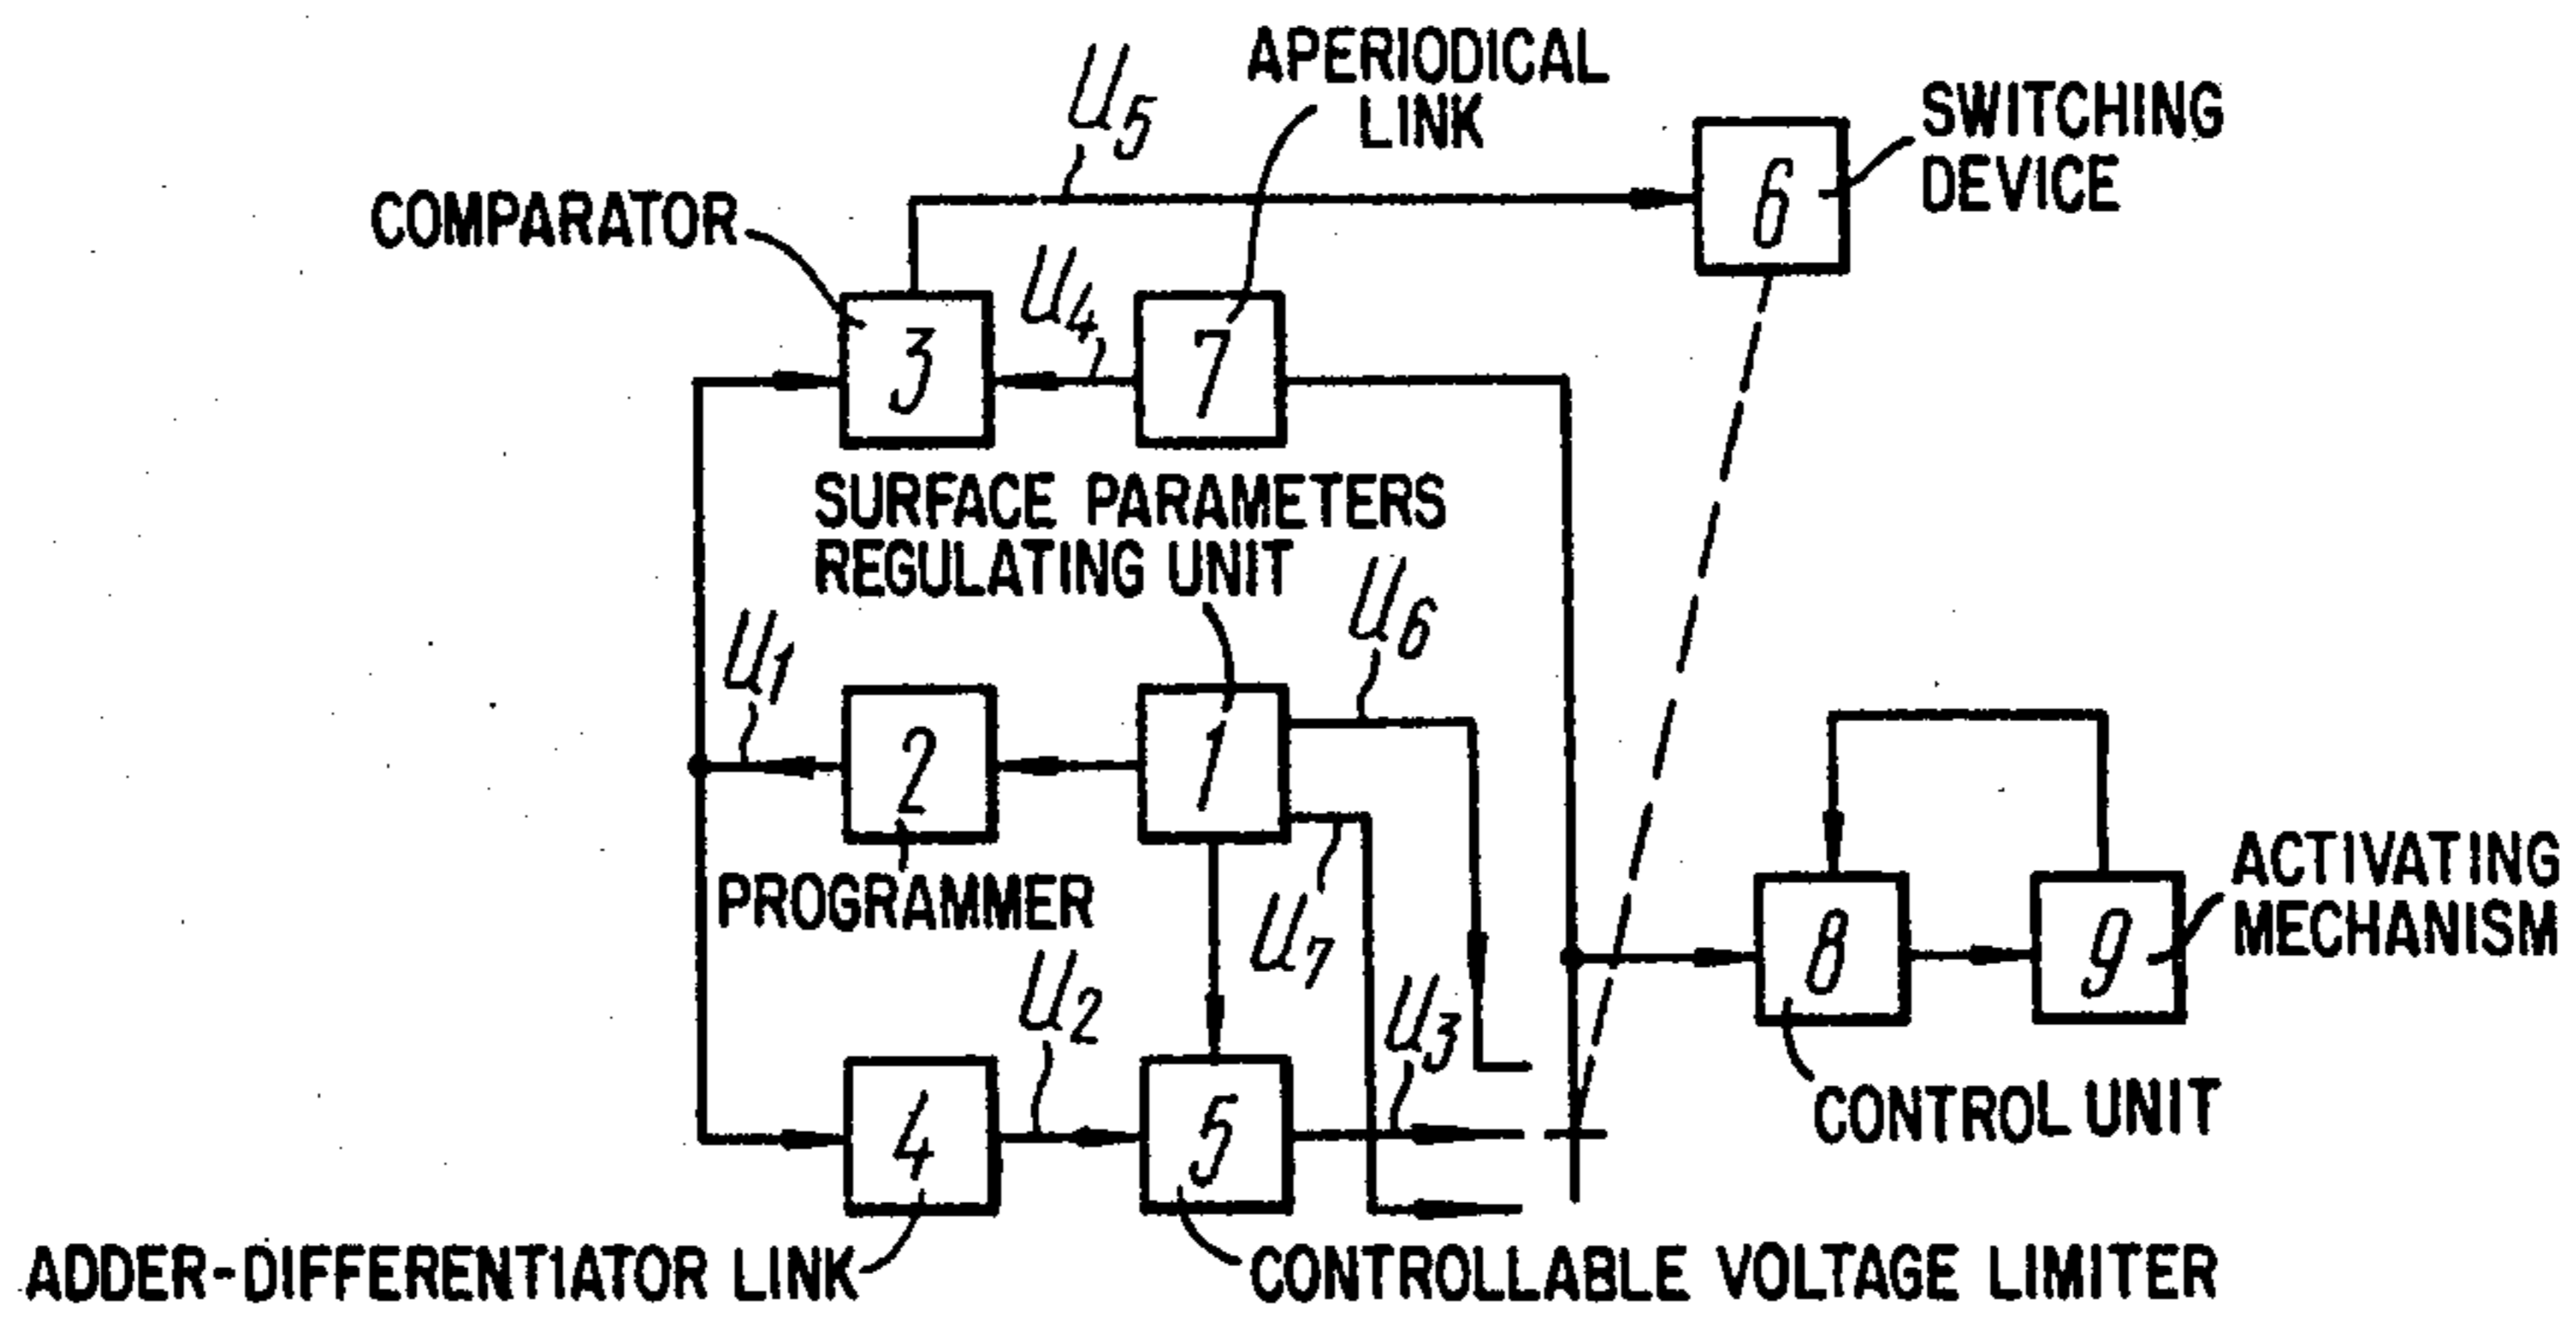 APERIODICAL
LINK
U5
SWITCHING
DEVICE
6
COMPARATOR
U4
3
7
SURFACE PARAMETERS
REGULATING UNIT
U6
U1
2
1
ACTIVATING
MECHANISM
PROGRAMMER
U7
8
9
U2
U3
CONTROL UNIT
4
5
ADDER-DIFFERENTIATOR LINK
CONTROLLABLE VOLTAGE LIMITER